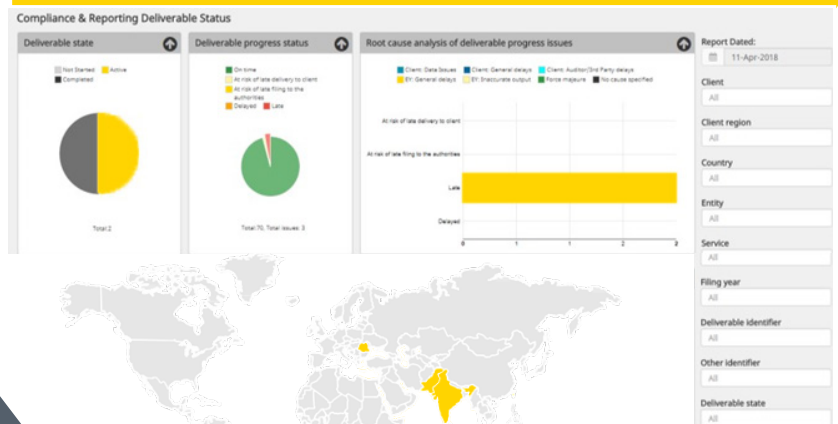 Compliance & Reporting Deliverable Status
Deliverable state
Not Started
Active
Completed
Total:2
Deliverable progress status
On time
At risk of late delivery to client
At risk of late filing to the
authorities
Delayed
Late
Total:70, Total issues: 3
Root cause analysis of deliverable progress issues
Client: Data Issues
Client: General delays
Client: Auditor/3rd Party delays
EY: General delays
EY: Inaccurate output
Force majeure
No cause specified
At risk of late delivery to client
At risk of late filing to the authorities
Late
Delayed
0 1 1 2
Report Dated:
11-Apr-2018
Client
All
Client region
All
Country
All
Entity
All
Service
All
Filing year
All
Deliverable identifier
All
Other identifier
All
Deliverable state
All